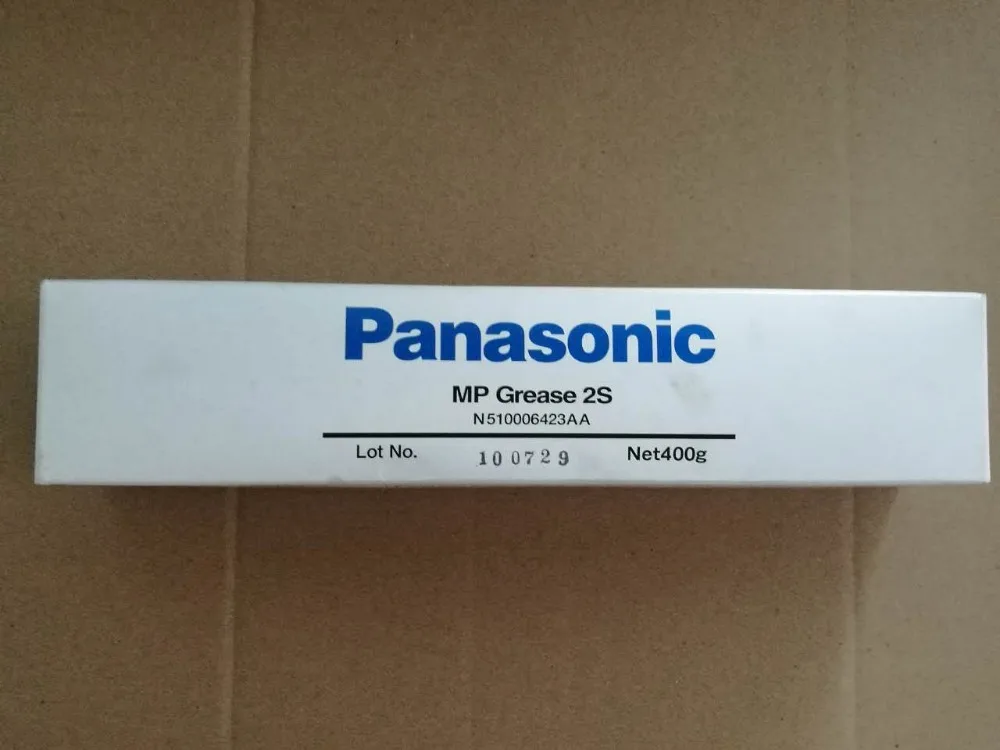 Panasonic
MP Grease 2S
N510006423AA
Lot No. 100729 Net400g